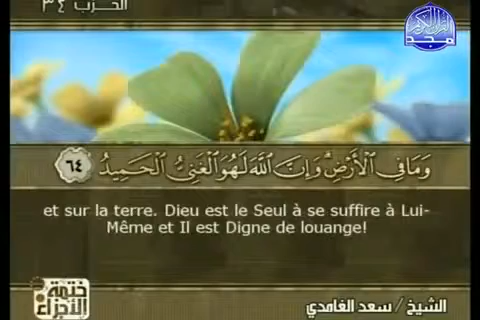 الحزب ٣٤
القرآن الكريم
مجد
وَمَا فِي الْأَرْضِ ۗ وَإِنَّ اللَّهَ لَهُوَ الْغَنِيُّ الْحَمِيدُ ٦٤
et sur la terre. Dieu est le Seul à se suffire à Lui-
Même et Il est Digne de louange!
ختمة
الأجزاء
الشيخ / سعد الغامدي